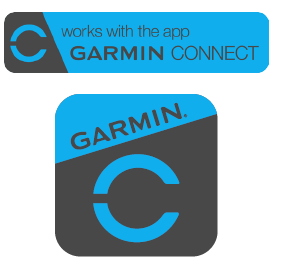 works with the app
GARMIN CONNECT
GARMIN.